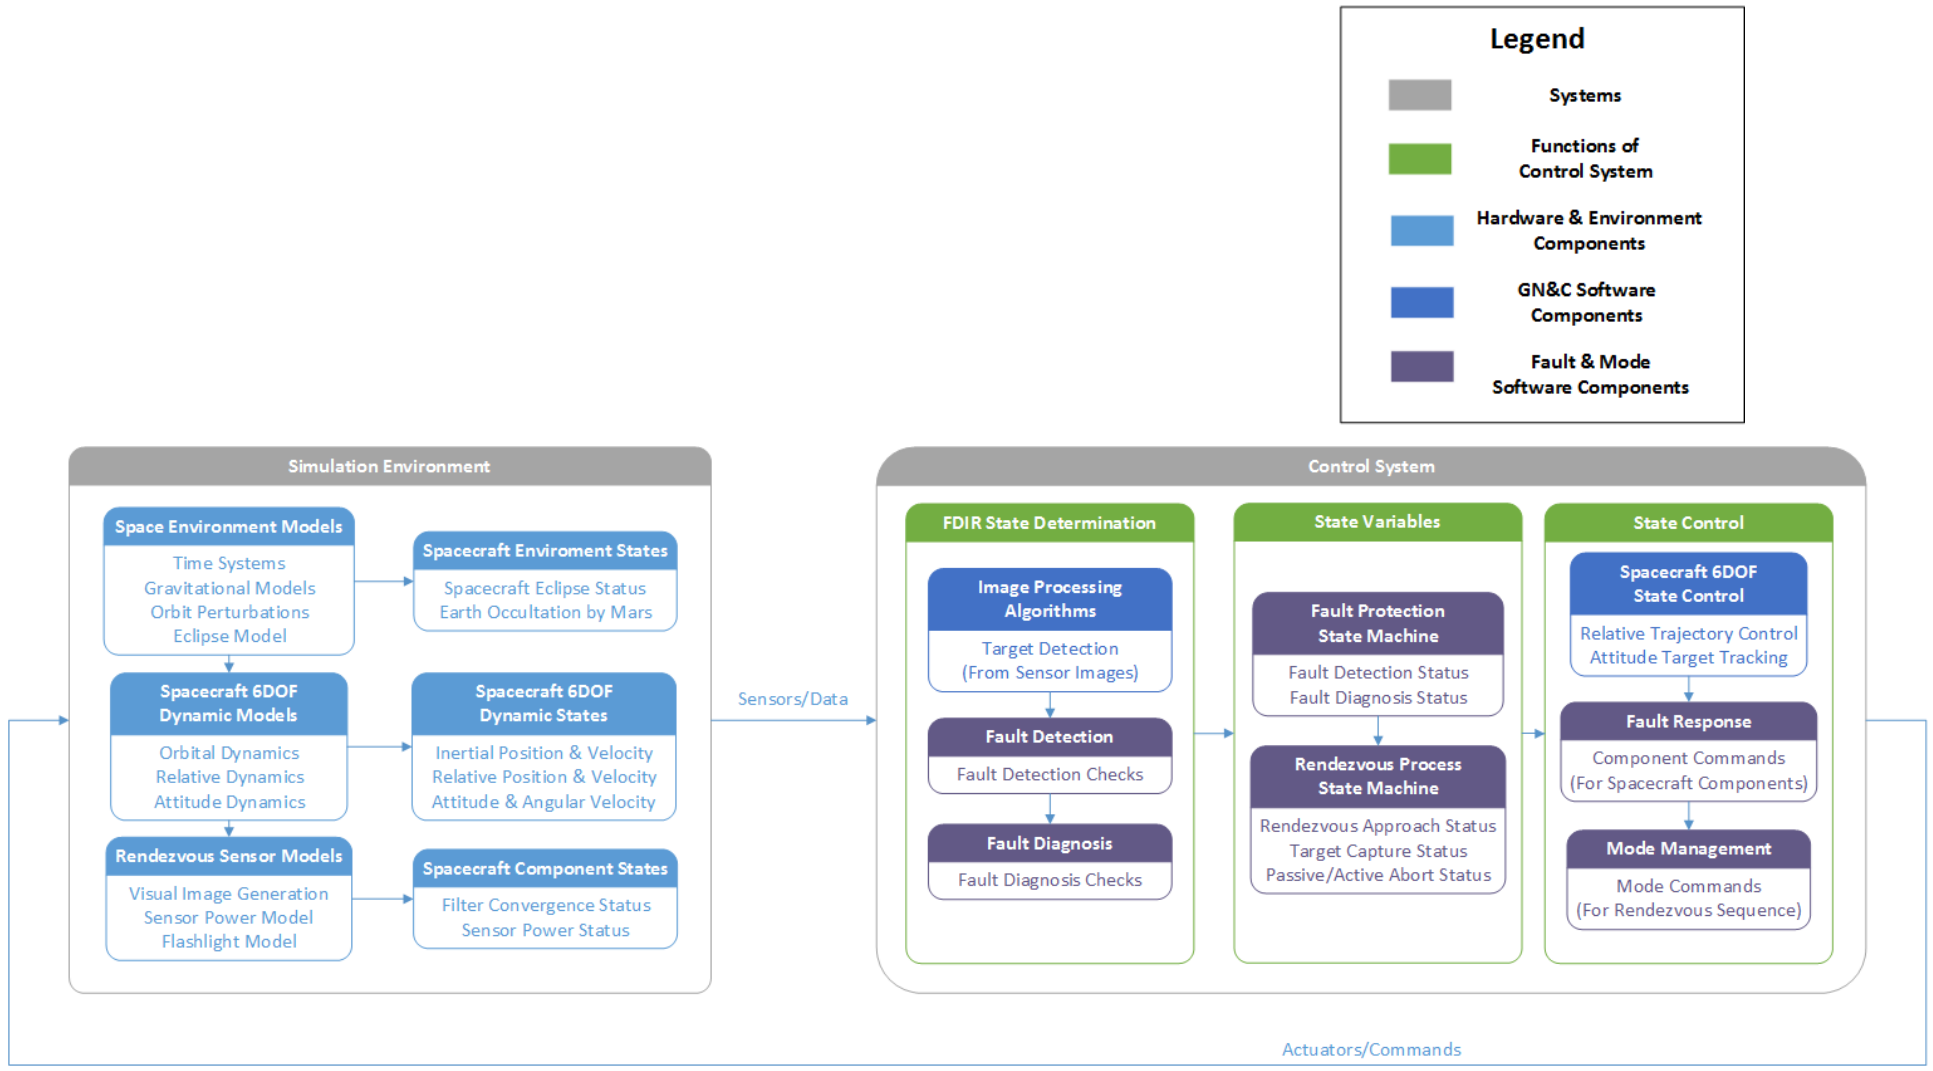 Legend
Systems
Functions of
Control System
Hardware & Environment
Components
GN&C Software
Components
Fault & Mode
Software Components
Simulation Environment
Space Environment Models
Time Systems
Gravitational Models
Orbit Perturbations
Eclipse Model
Spacecraft Enviroment States
Spacecraft Eclipse Status
Earth Occultation by Mars
Spacecraft 6DOF
Dynamic Models
Orbital Dynamics
Relative Dynamics
Attitude Dynamics
Spacecraft 6DOF
Dynamic States
Inertial Position & Velocity
Relative Position & Velocity
Attitude & Angular Velocity
Rendezvous Sensor Models
Visual Image Generation
Sensor Power Model
Flashlight Model
Spacecraft Component States
Filter Convergence Status
Sensor Power Status
Sensors/Data
Control System
FDIR State Determination
Image Processing
Algorithms
Target Detection
(From Sensor Images)
Fault Detection
Fault Detection Checks
Fault Diagnosis
Fault Diagnosis Checks
State Variables
Fault Protection
State Machine
Fault Detection Status
Fault Diagnosis Status
Rendezvous Process
State Machine
Rendezvous Approach Status
Target Capture Status
Passive/Active Abort Status
State Control
Spacecraft 6DOF
State Control
Relative Trajectory Control
Attitude Target Tracking
Fault Response
Component Commands
(For Spacecraft Components)
Mode Management
Mode Commands
(For Rendezvous Sequence)
Actuators/Commands